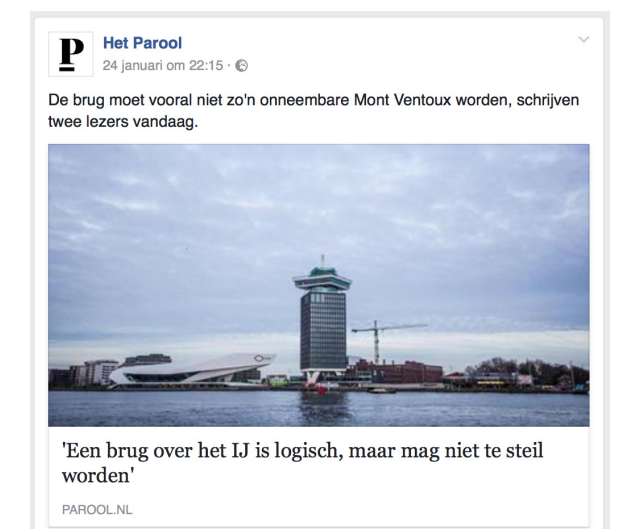 P
Het Parool
24 januari om 22:15 ·
De brug moet vooral niet zo'n onneembare Mont Ventoux worden, schrijven
twee lezers vandaag.
'Een brug over het IJ is logisch, maar mag niet te steil
worden'
PAROOL.NL